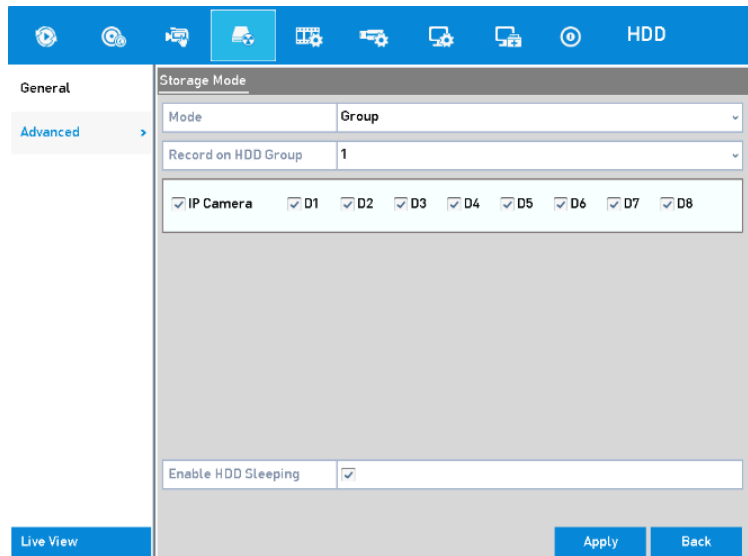 HDD
General
Advanced
Storage Mode
Mode Group
Record on HDD Group 1
IP Camera D1 D2 D3 D4 D5 D6 D7 D8
Enable HDD Sleeping
Live View Apply Back